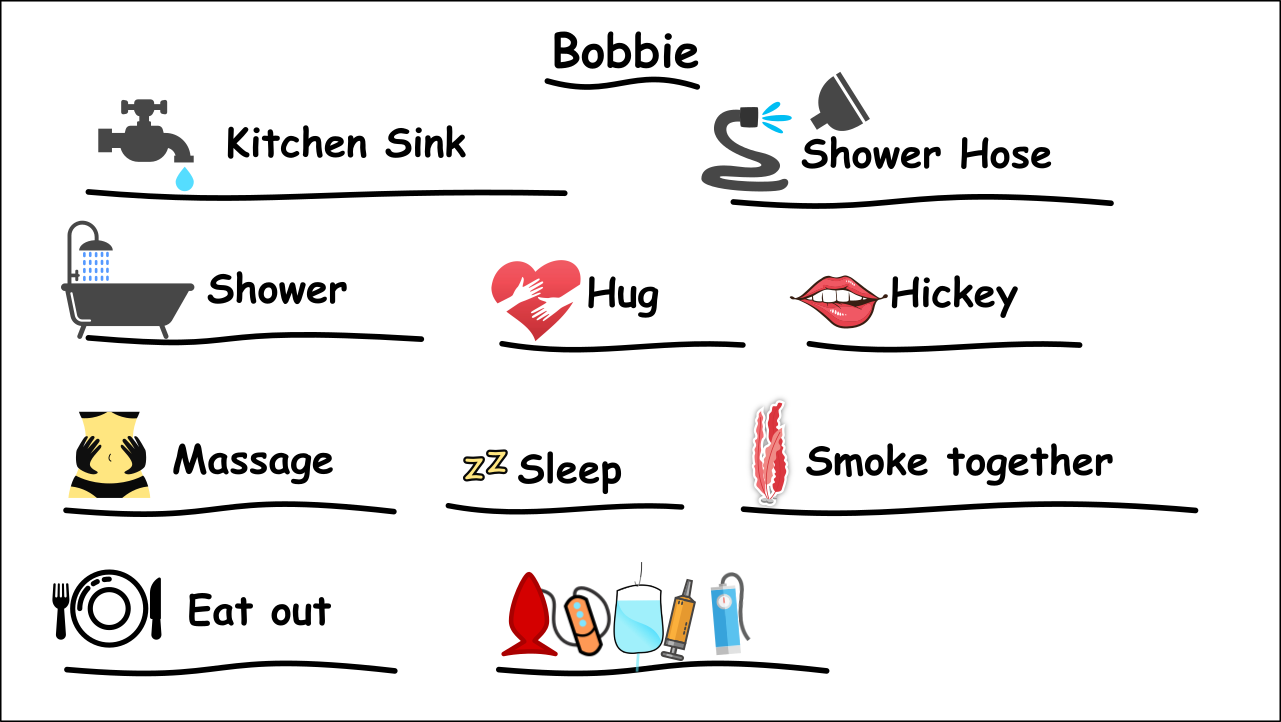 Bobbie
Kitchen Sink
Shower Hose
Shower
Hug
Hickey
Massage
zz Sleep
Smoke together
Eat out